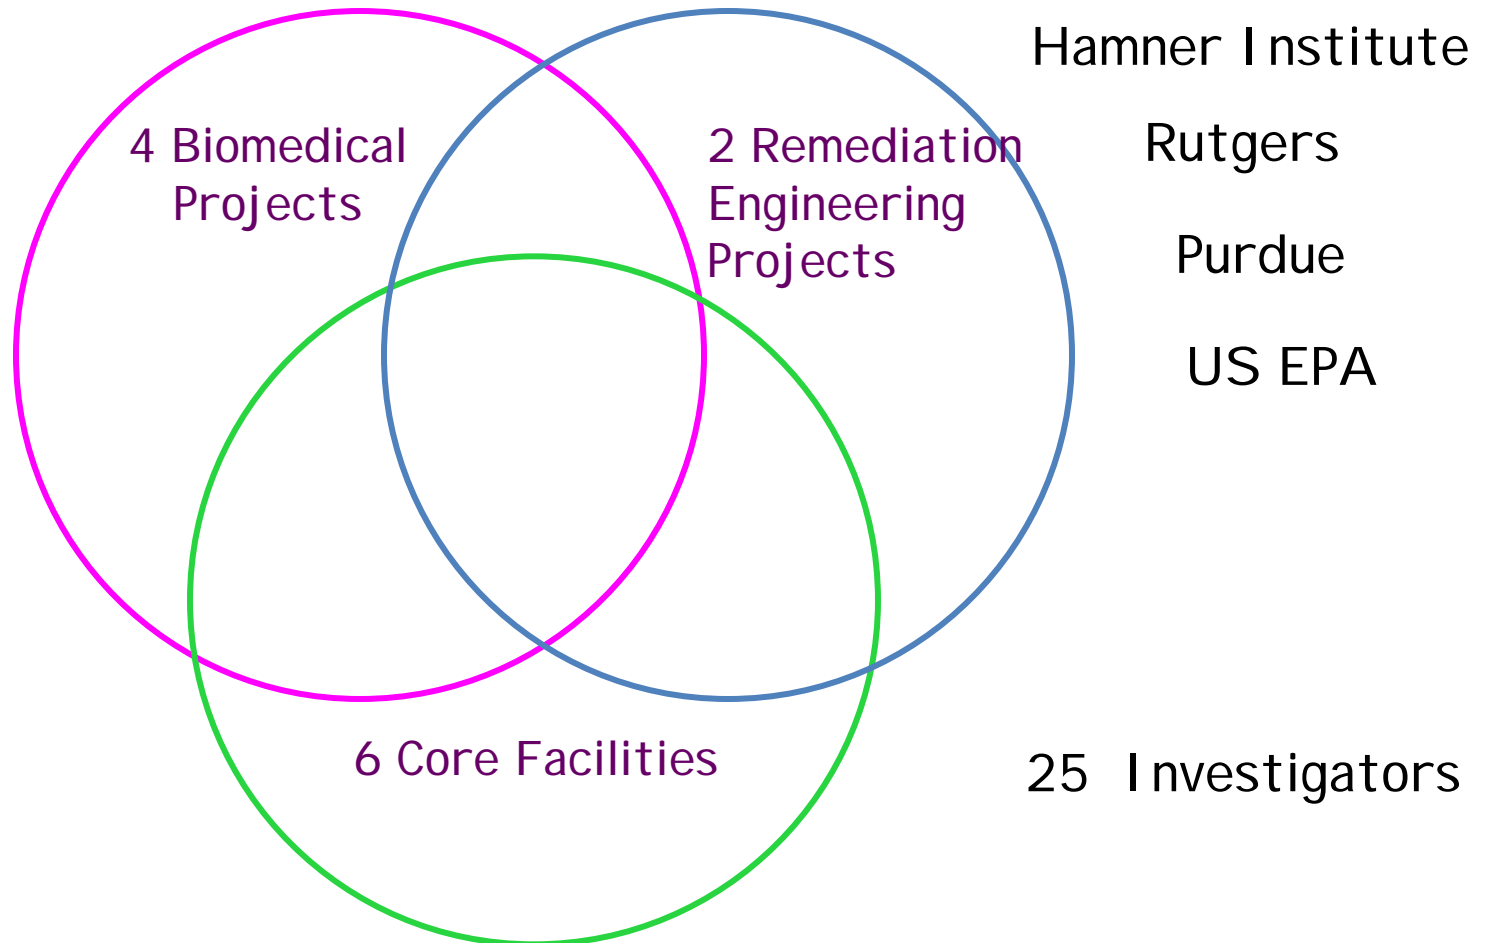 4 Biomedical
Projects
2 Remediation
Engineering
Projects
6 Core Facilities
Hamner Institute
Rutgers
Purdue
US EPA
25 Investigators